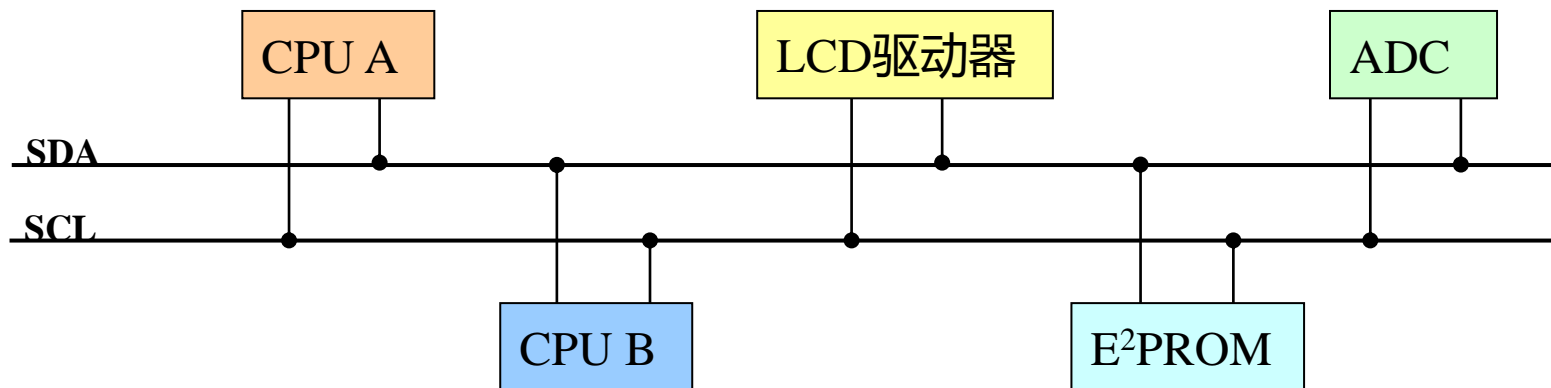 CPU A
LCD驱动器
ADC
SDA
SCL
CPU B
E²PROM